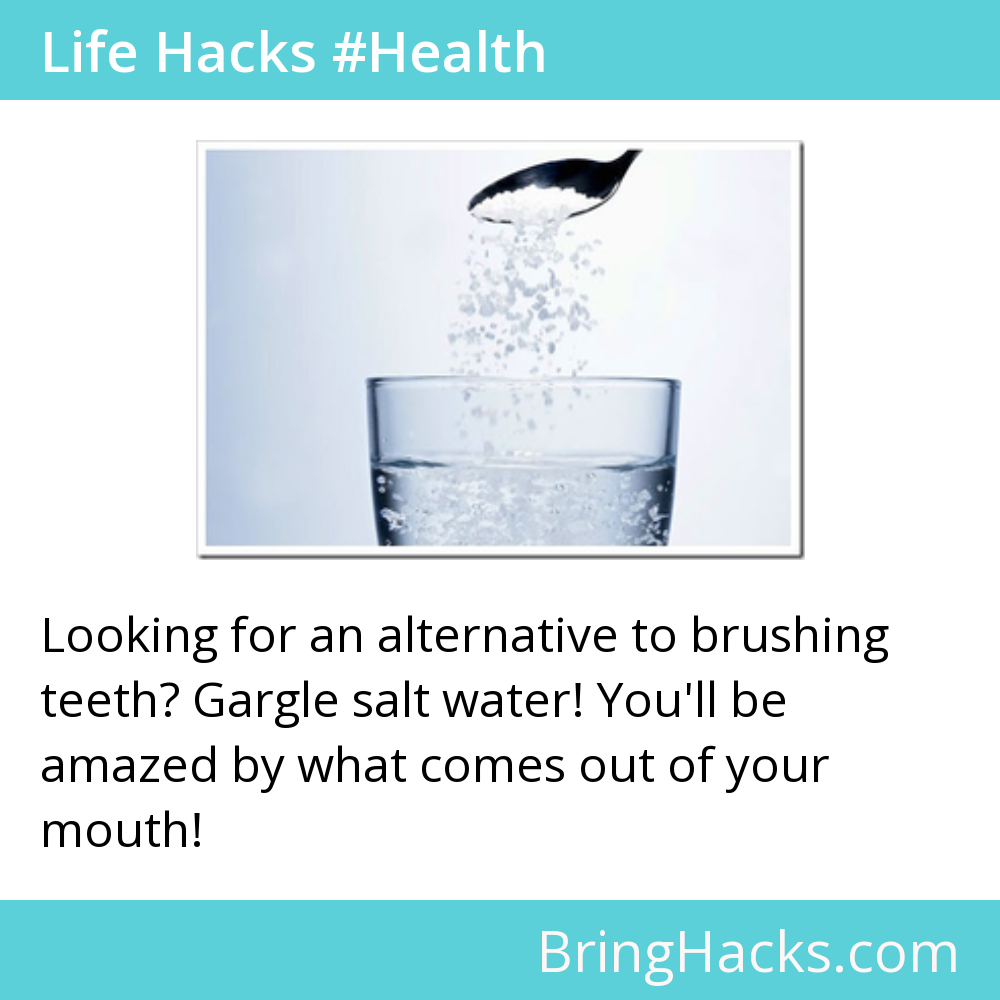 Life Hacks #Health
Looking for an alternative to brushing
teeth? Gargle salt water! You'll be
amazed by what comes out of your
mouth!
BringHacks.com